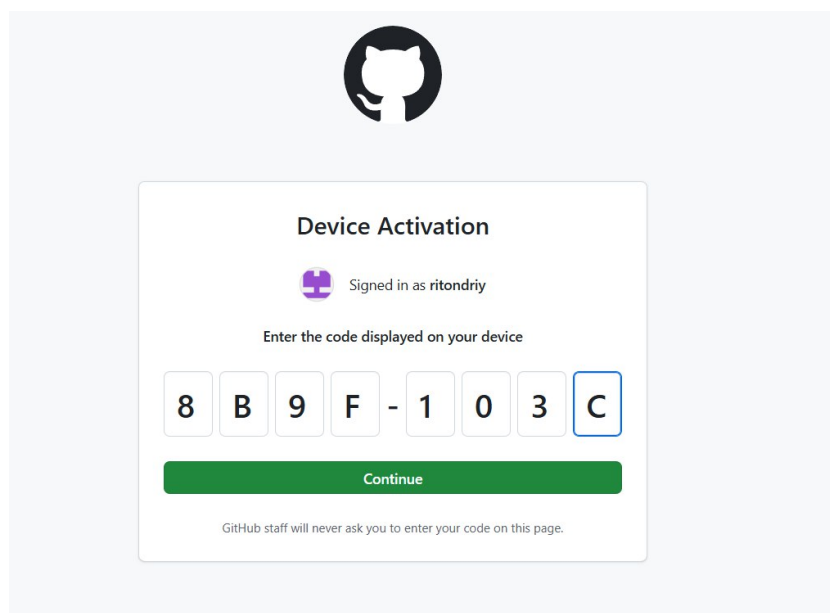 Device Activation
Signed in as ritondriy
Enter the code displayed on your device
8 B 9 F - 1 0 3 C
Continue
GitHub staff will never ask you to enter your code on this page.